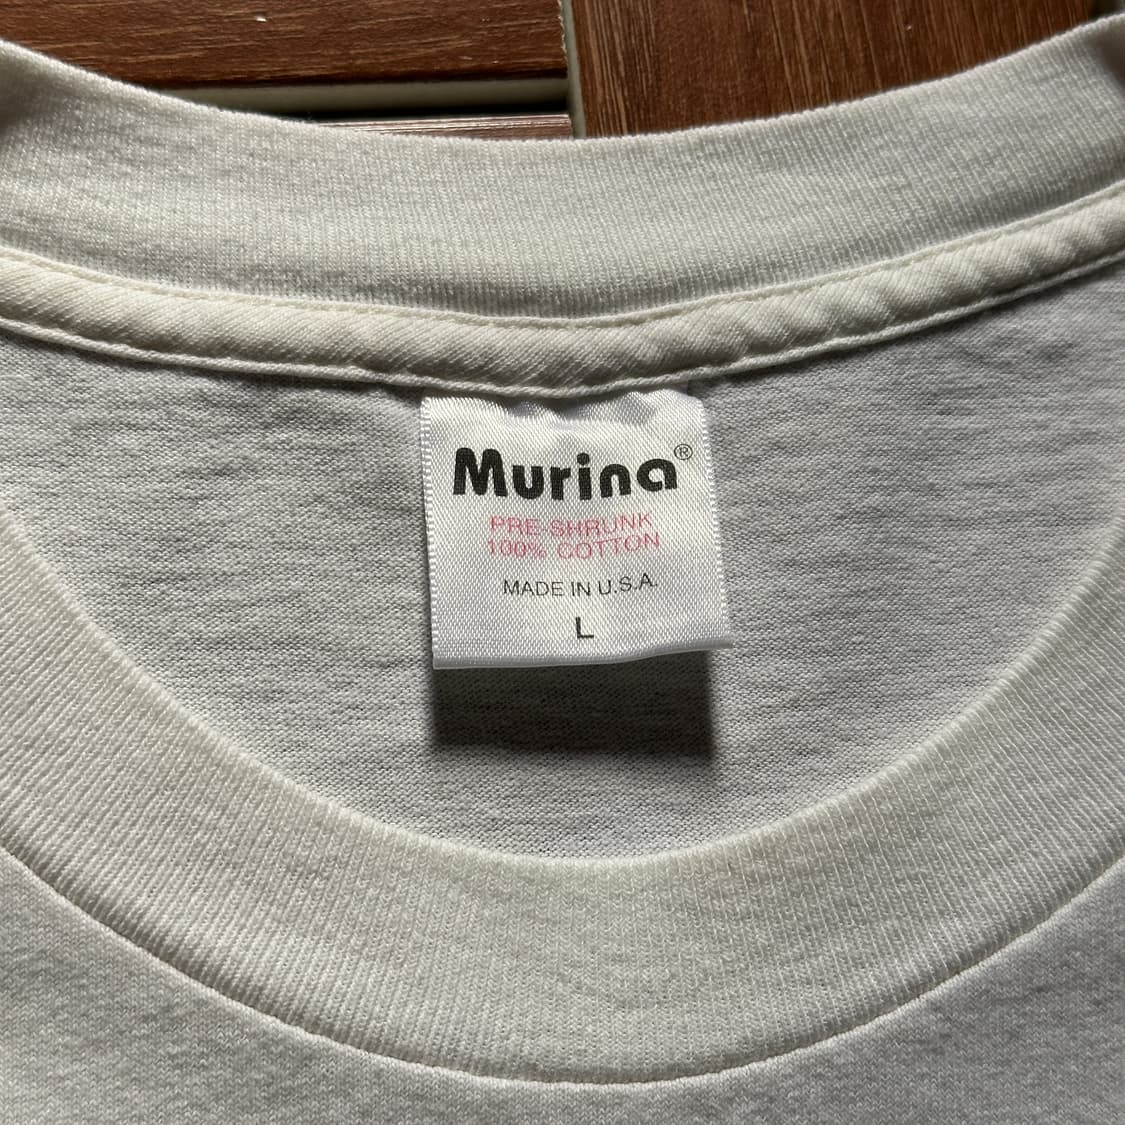 Murina®
PRE-SHRUNK
100% COTTON
MADE IN U.S.A.
L